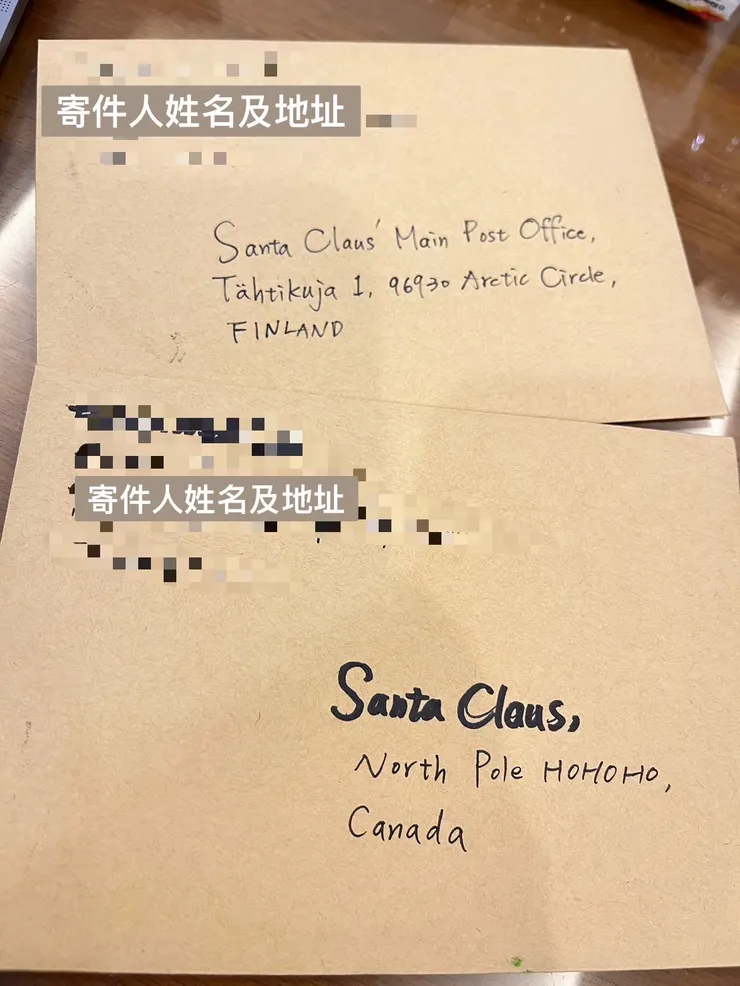 寄件人姓名及地址
Santa Claus' Main Post Office,
Tähtikuja 1, 96930 Arctic Circle,
FINLAND
寄件人姓名及地址
Santa Claus,
North Pole HOHOHO,
Canada